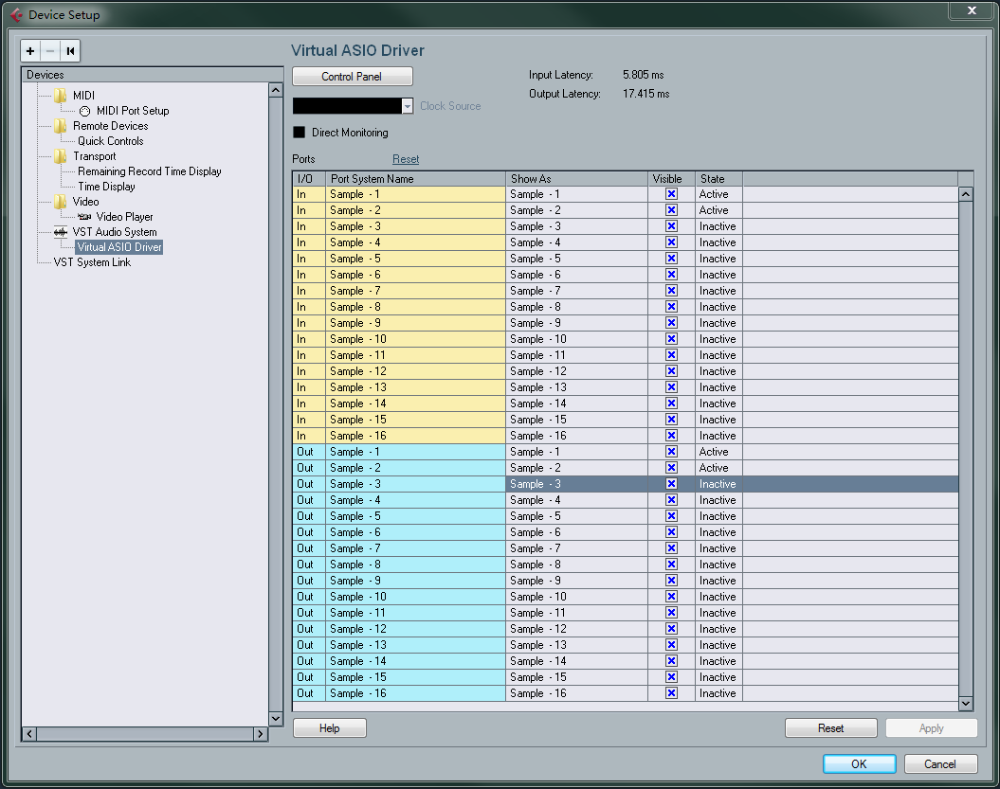 Device Setup
Devices
MIDI
MIDI Port Setup
Remote Devices
Quick Controls
Transport
Remaining Record Time Display
Time Display
Video
Video Player
VST Audio System
Virtual ASIO Driver
VST System Link
Virtual ASIO Driver
Control Panel
Input Latency: 5.805 ms
Output Latency: 17.415 ms
Clock Source
Direct Monitoring
Ports Reset
I/O Port System Name Show As Visible State
In Sample - 1 Sample - 1 Active
In Sample - 2 Sample - 2 Active
In Sample - 3 Sample - 3 Inactive
In Sample - 4 Sample - 4 Inactive
In Sample - 5 Sample - 5 Inactive
In Sample - 6 Sample - 6 Inactive
In Sample - 7 Sample - 7 Inactive
In Sample - 8 Sample - 8 Inactive
In Sample - 9 Sample - 9 Inactive
In Sample - 10 Sample - 10 Inactive
In Sample - 11 Sample - 11 Inactive
In Sample - 12 Sample - 12 Inactive
In Sample - 13 Sample - 13 Inactive
In Sample - 14 Sample - 14 Inactive
In Sample - 15 Sample - 15 Inactive
In Sample - 16 Sample - 16 Inactive
Out Sample - 1 Sample - 1 Active
Out Sample - 2 Sample - 2 Active
Out Sample - 3 Sample - 3 Inactive
Out Sample - 4 Sample - 4 Inactive
Out Sample - 5 Sample - 5 Inactive
Out Sample - 6 Sample - 6 Inactive
Out Sample - 7 Sample - 7 Inactive
Out Sample - 8 Sample - 8 Inactive
Out Sample - 9 Sample - 9 Inactive
Out Sample - 10 Sample - 10 Inactive
Out Sample - 11 Sample - 11 Inactive
Out Sample - 12 Sample - 12 Inactive
Out Sample - 13 Sample - 13 Inactive
Out Sample - 14 Sample - 14 Inactive
Out Sample - 15 Sample - 15 Inactive
Out Sample - 16 Sample - 16 Inactive
Help Reset Apply
OK Cancel